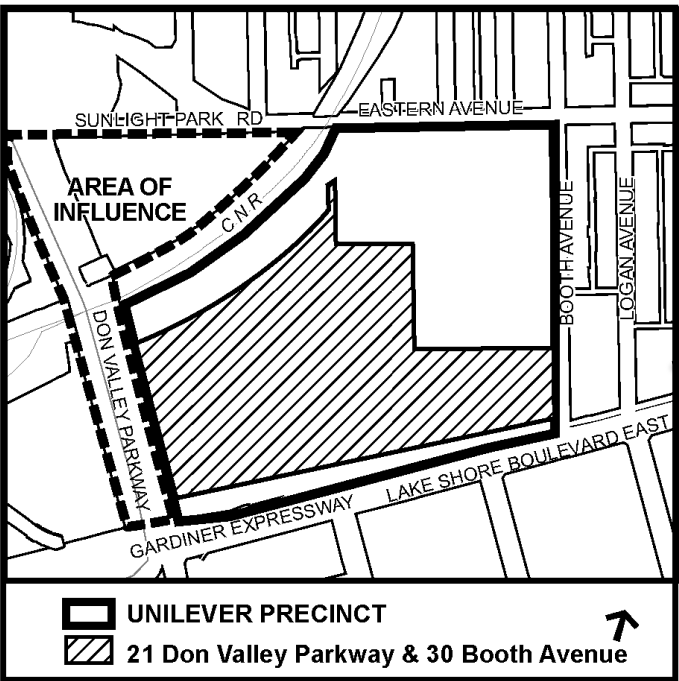 EASTERN AVENUE
SUNLIGHT PARK RD
AREA OF
INFLUENCE
C N R
BOOTH AVENUE
LOGAN AVENUE
DON VALLEY PARKWAY
LAKE SHORE BOULEVARD EAST
GARDINER EXPRESSWAY
UNILEVER PRECINCT
21 Don Valley Parkway & 30 Booth Avenue